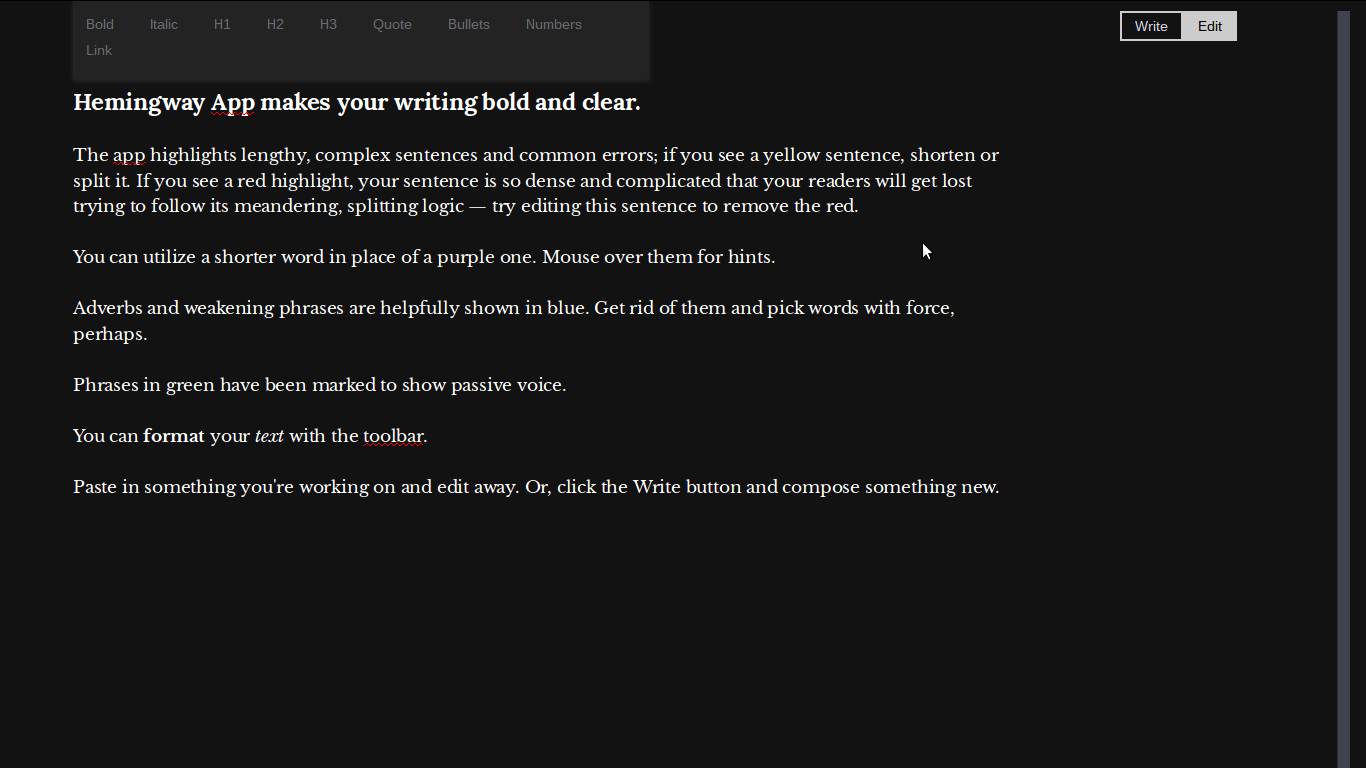 Bold Italic H1 H2 H3 Quote Bullets Numbers
Link
Write Edit
Hemingway App makes your writing bold and clear.
The app highlights lengthy, complex sentences and common errors; if you see a yellow sentence, shorten or
split it. If you see a red highlight, your sentence is so dense and complicated that your readers will get lost
trying to follow its meandering, splitting logic — try editing this sentence to remove the red.
You can utilize a shorter word in place of a purple one. Mouse over them for hints.
Adverbs and weakening phrases are helpfully shown in blue. Get rid of them and pick words with force,
perhaps.
Phrases in green have been marked to show passive voice.
You can format your text with the toolbar.
Paste in something you're working on and edit away. Or, click the Write button and compose something new.